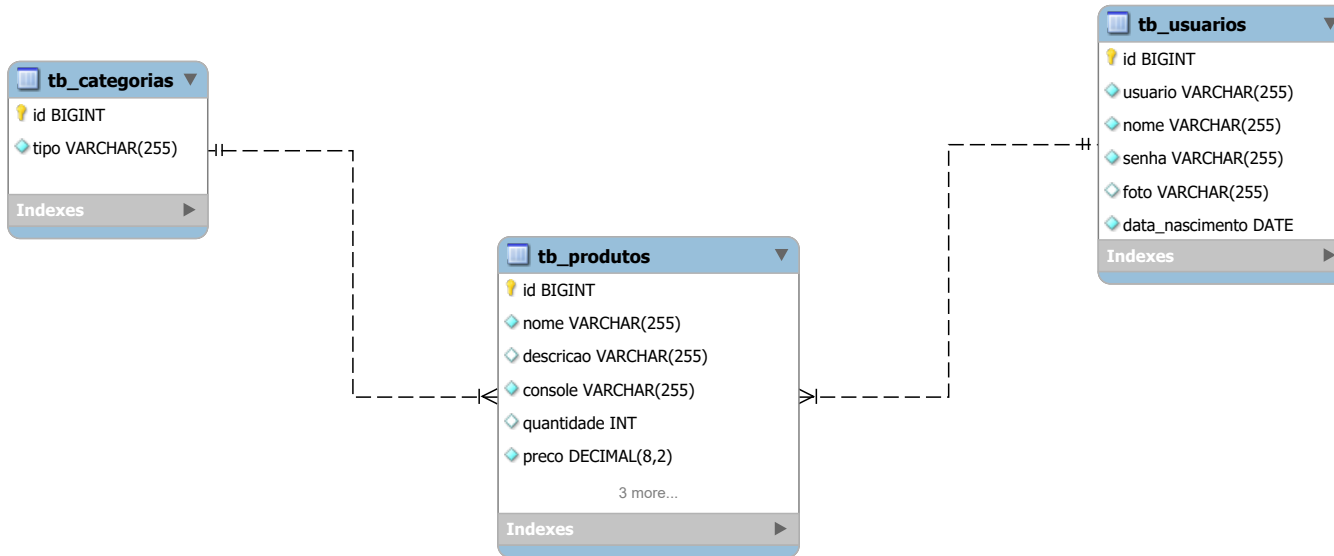 tb_categorias
id BIGINT
tipo VARCHAR(255)
Indexes
tb_produtos
id BIGINT
nome VARCHAR(255)
descricao VARCHAR(255)
console VARCHAR(255)
quantidade INT
preco DECIMAL(8,2)
3 more...
Indexes
tb_usuarios
id BIGINT
usuario VARCHAR(255)
nome VARCHAR(255)
senha VARCHAR(255)
foto VARCHAR(255)
data_nascimento DATE
Indexes